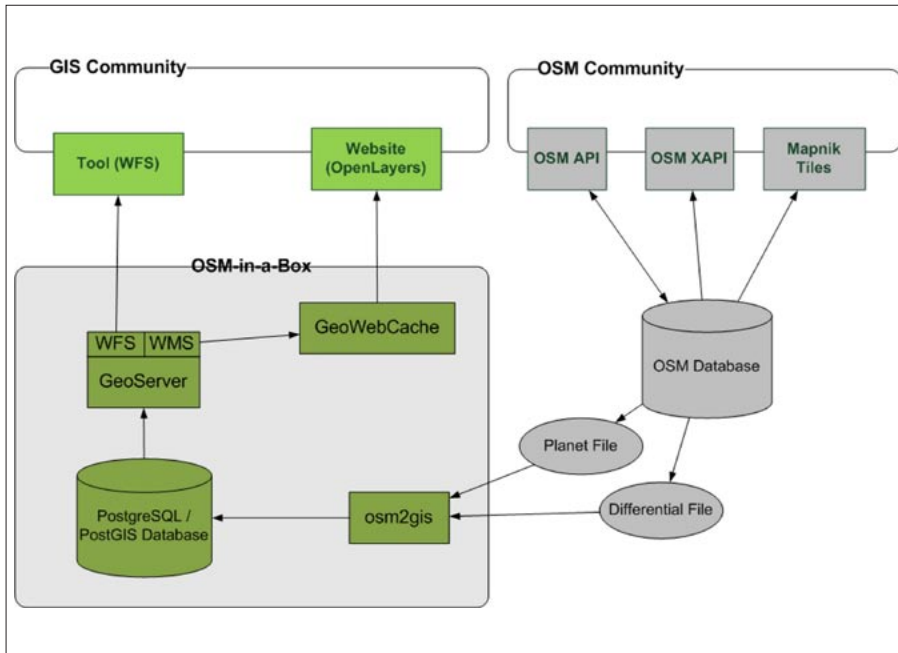 GIS Community
OSM Community
Tool (WFS)
Website
(OpenLayers)
OSM API
OSM XAPI
Mapnik
Tiles
OSM-in-a-Box
GeoWebCache
WFS
WMS
GeoServer
OSM Database
Planet File
PostgreSQL /
PostGIS Database
osm2gis
Differential File